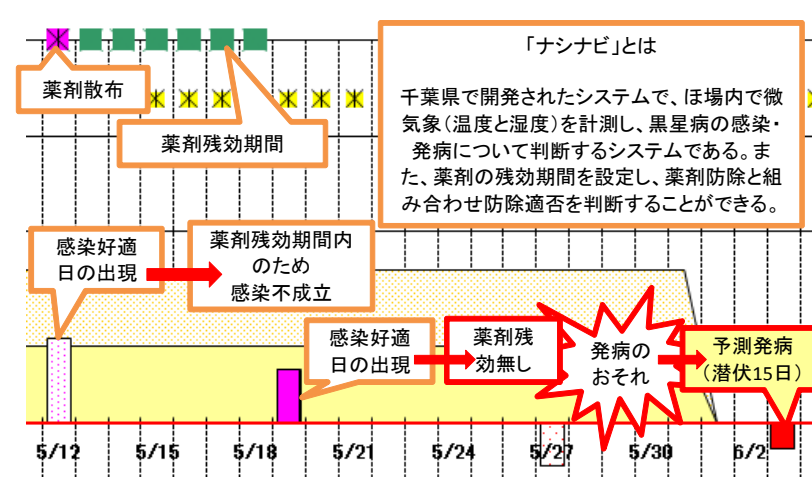 「ナシナビ」とは
千葉県で開発されたシステムで、ほ場内で微
気象(温度と湿度)を計測し、黒星病の感染・
発病について判断するシステムである。ま
た、薬剤の残効期間を設定し、薬剤防除と組
み合わせ防除適否を判断することができる。
薬剤散布
薬剤残効期間
感染好適
日の出現
薬剤残効期間内
のため
感染不成立
感染好適
日の出現
薬剤残
効無し
発病の
おそれ
予測発病
(潜伏15日)
5/12 5/15 5/18 5/21 5/24 5/27 5/30 6/2